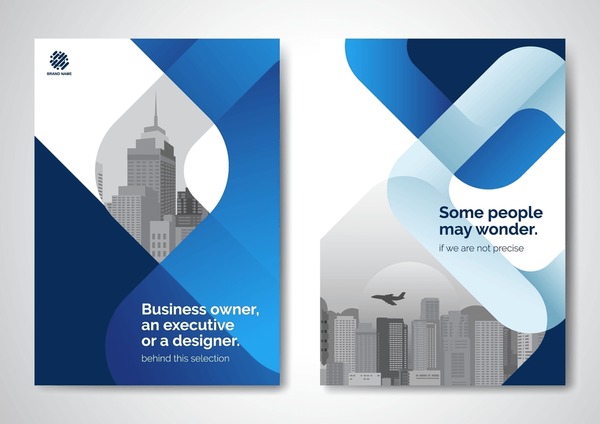 BRAND NAME
Business owner,
an executive
or a designer.
behind this selection
Some people
may wonder.
if we are not precise